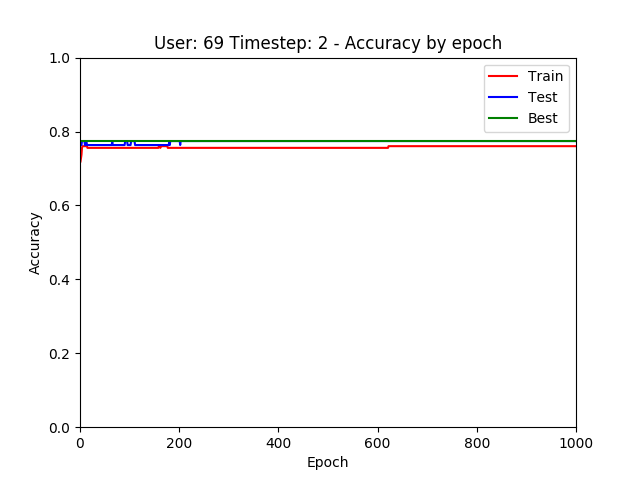 User: 69 Timestep: 2 - Accuracy by epoch
1.0
0.8
0.6
0.4
0.2
0.0
Accuracy
Train
Test
Best
0 200 400 600 800 1000
Epoch